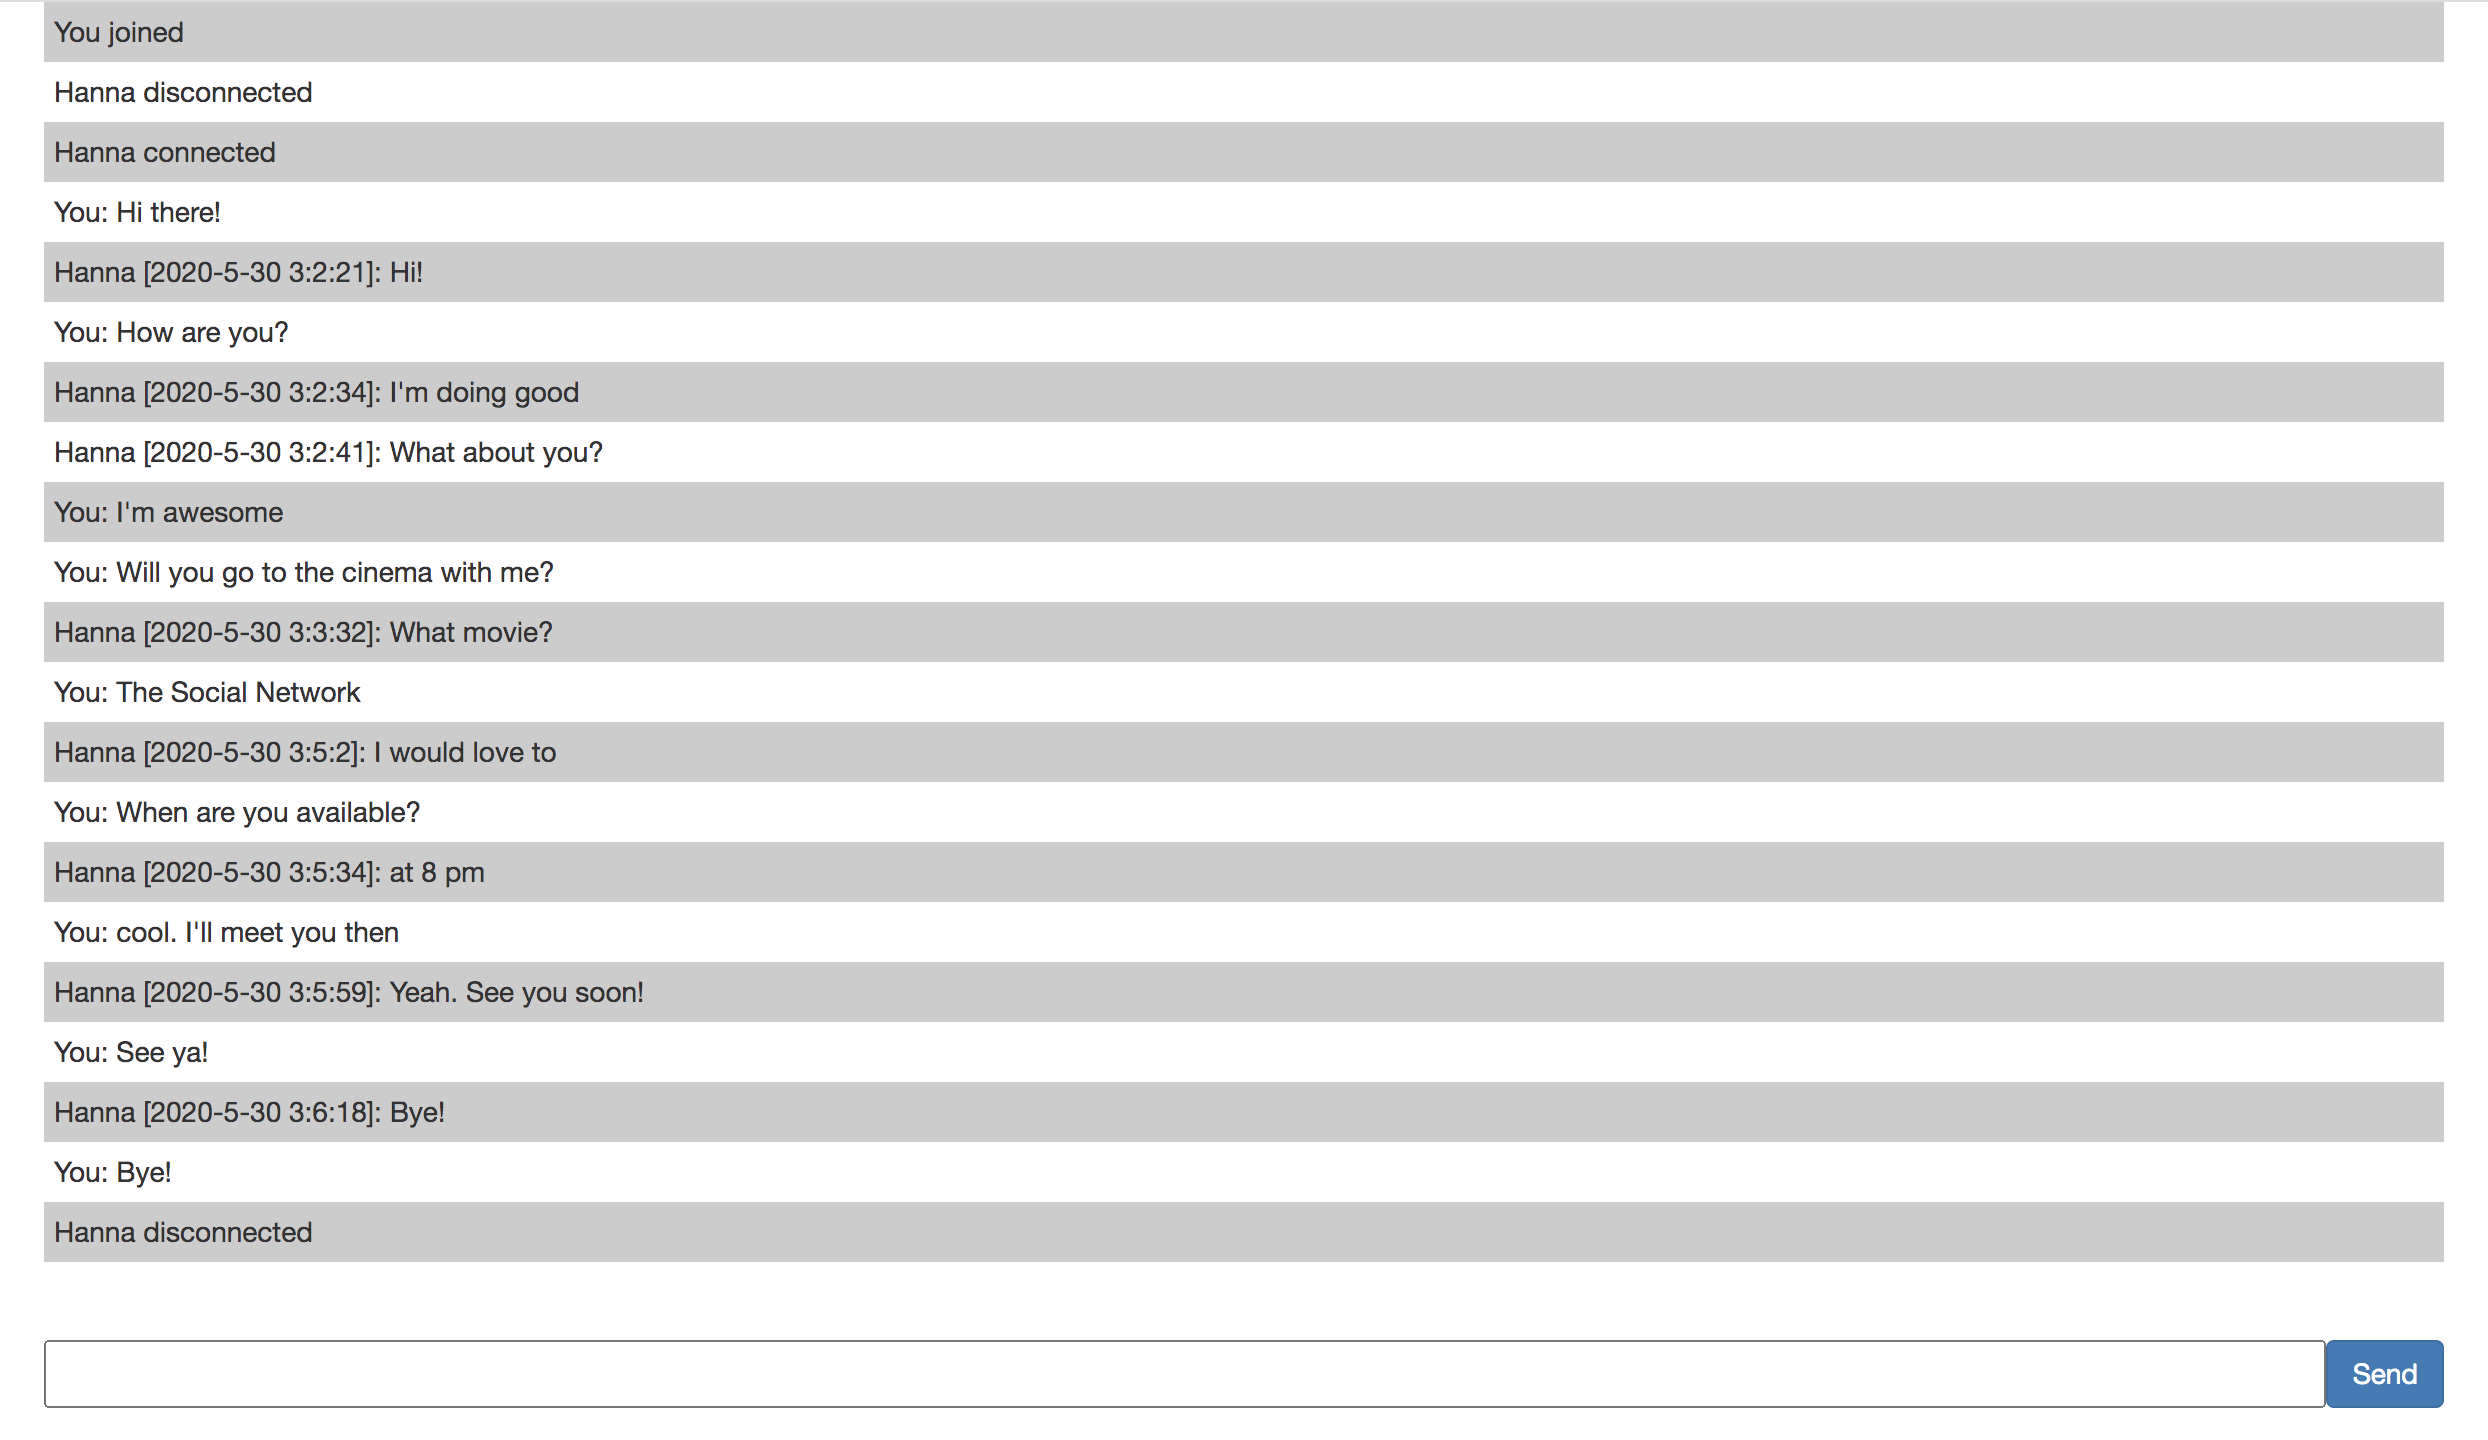 You joined
Hanna disconnected
Hanna connected
You: Hi there!
Hanna [2020-5-30 3:2:21]: Hi!
You: How are you?
Hanna [2020-5-30 3:2:34]: I'm doing good
Hanna [2020-5-30 3:2:41]: What about you?
You: I'm awesome
You: Will you go to the cinema with me?
Hanna [2020-5-30 3:3:32]: What movie?
You: The Social Network
Hanna [2020-5-30 3:5:2]: I would love to
You: When are you available?
Hanna [2020-5-30 3:5:34]: at 8 pm
You: cool. I'll meet you then
Hanna [2020-5-30 3:5:59]: Yeah. See you soon!
You: See ya!
Hanna [2020-5-30 3:6:18]: Bye!
You: Bye!
Hanna disconnected
Send